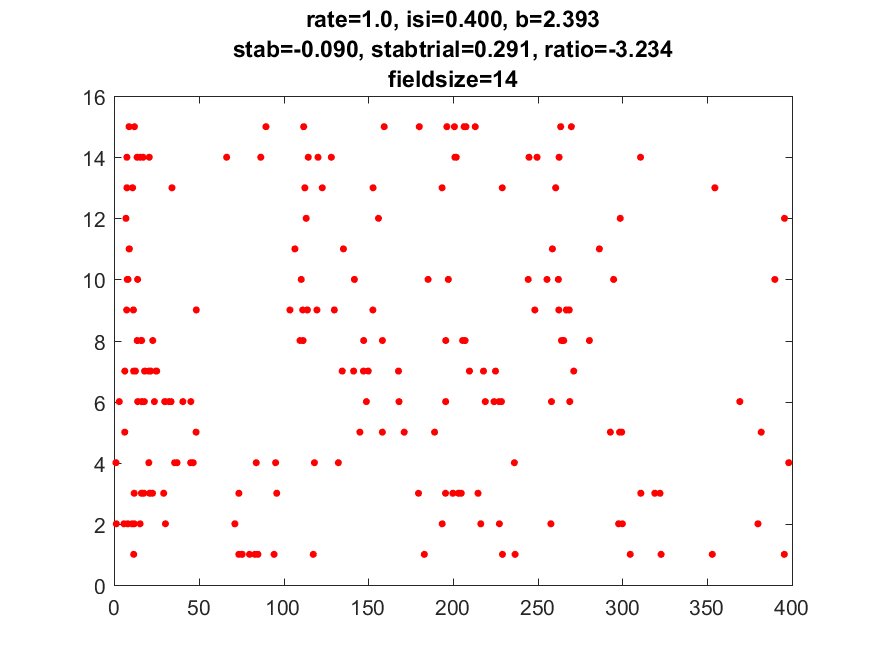 rate=1.0, isi=0.400, b=2.393
stab=-0.090, stabtrial=0.291, ratio=-3.234
fieldsize=14
16
14
12
10
8
6
4
2
0
0 50 100 150 200 250 300 350 400